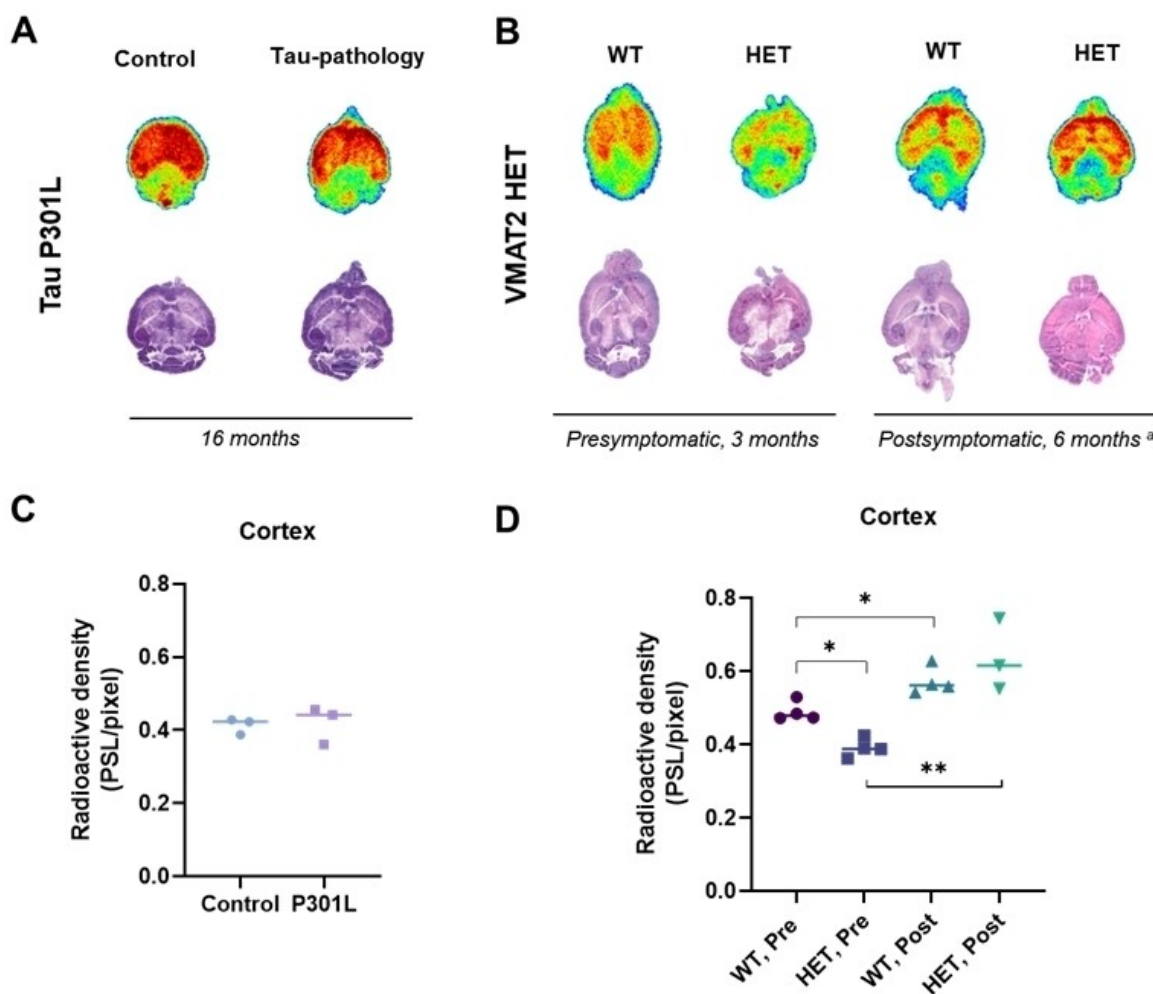 A
Control
Tau-pathology
Tau P301L
16 months
B
WT
HET
WT
HET
VMAT2 HET
Presymptomatic, 3 months
Postsymptomatic, 6 months a
C
Cortex
Radioactive density
(PSL/pixel)
0.8
0.6
0.4
0.2
0.0
Control
P301L
D
Cortex
Radioactive density
(PSL/pixel)
0.8
0.6
0.4
0.2
0.0
*
*
**
WT, Pre
HET, Pre
WT, Post
HET, Post